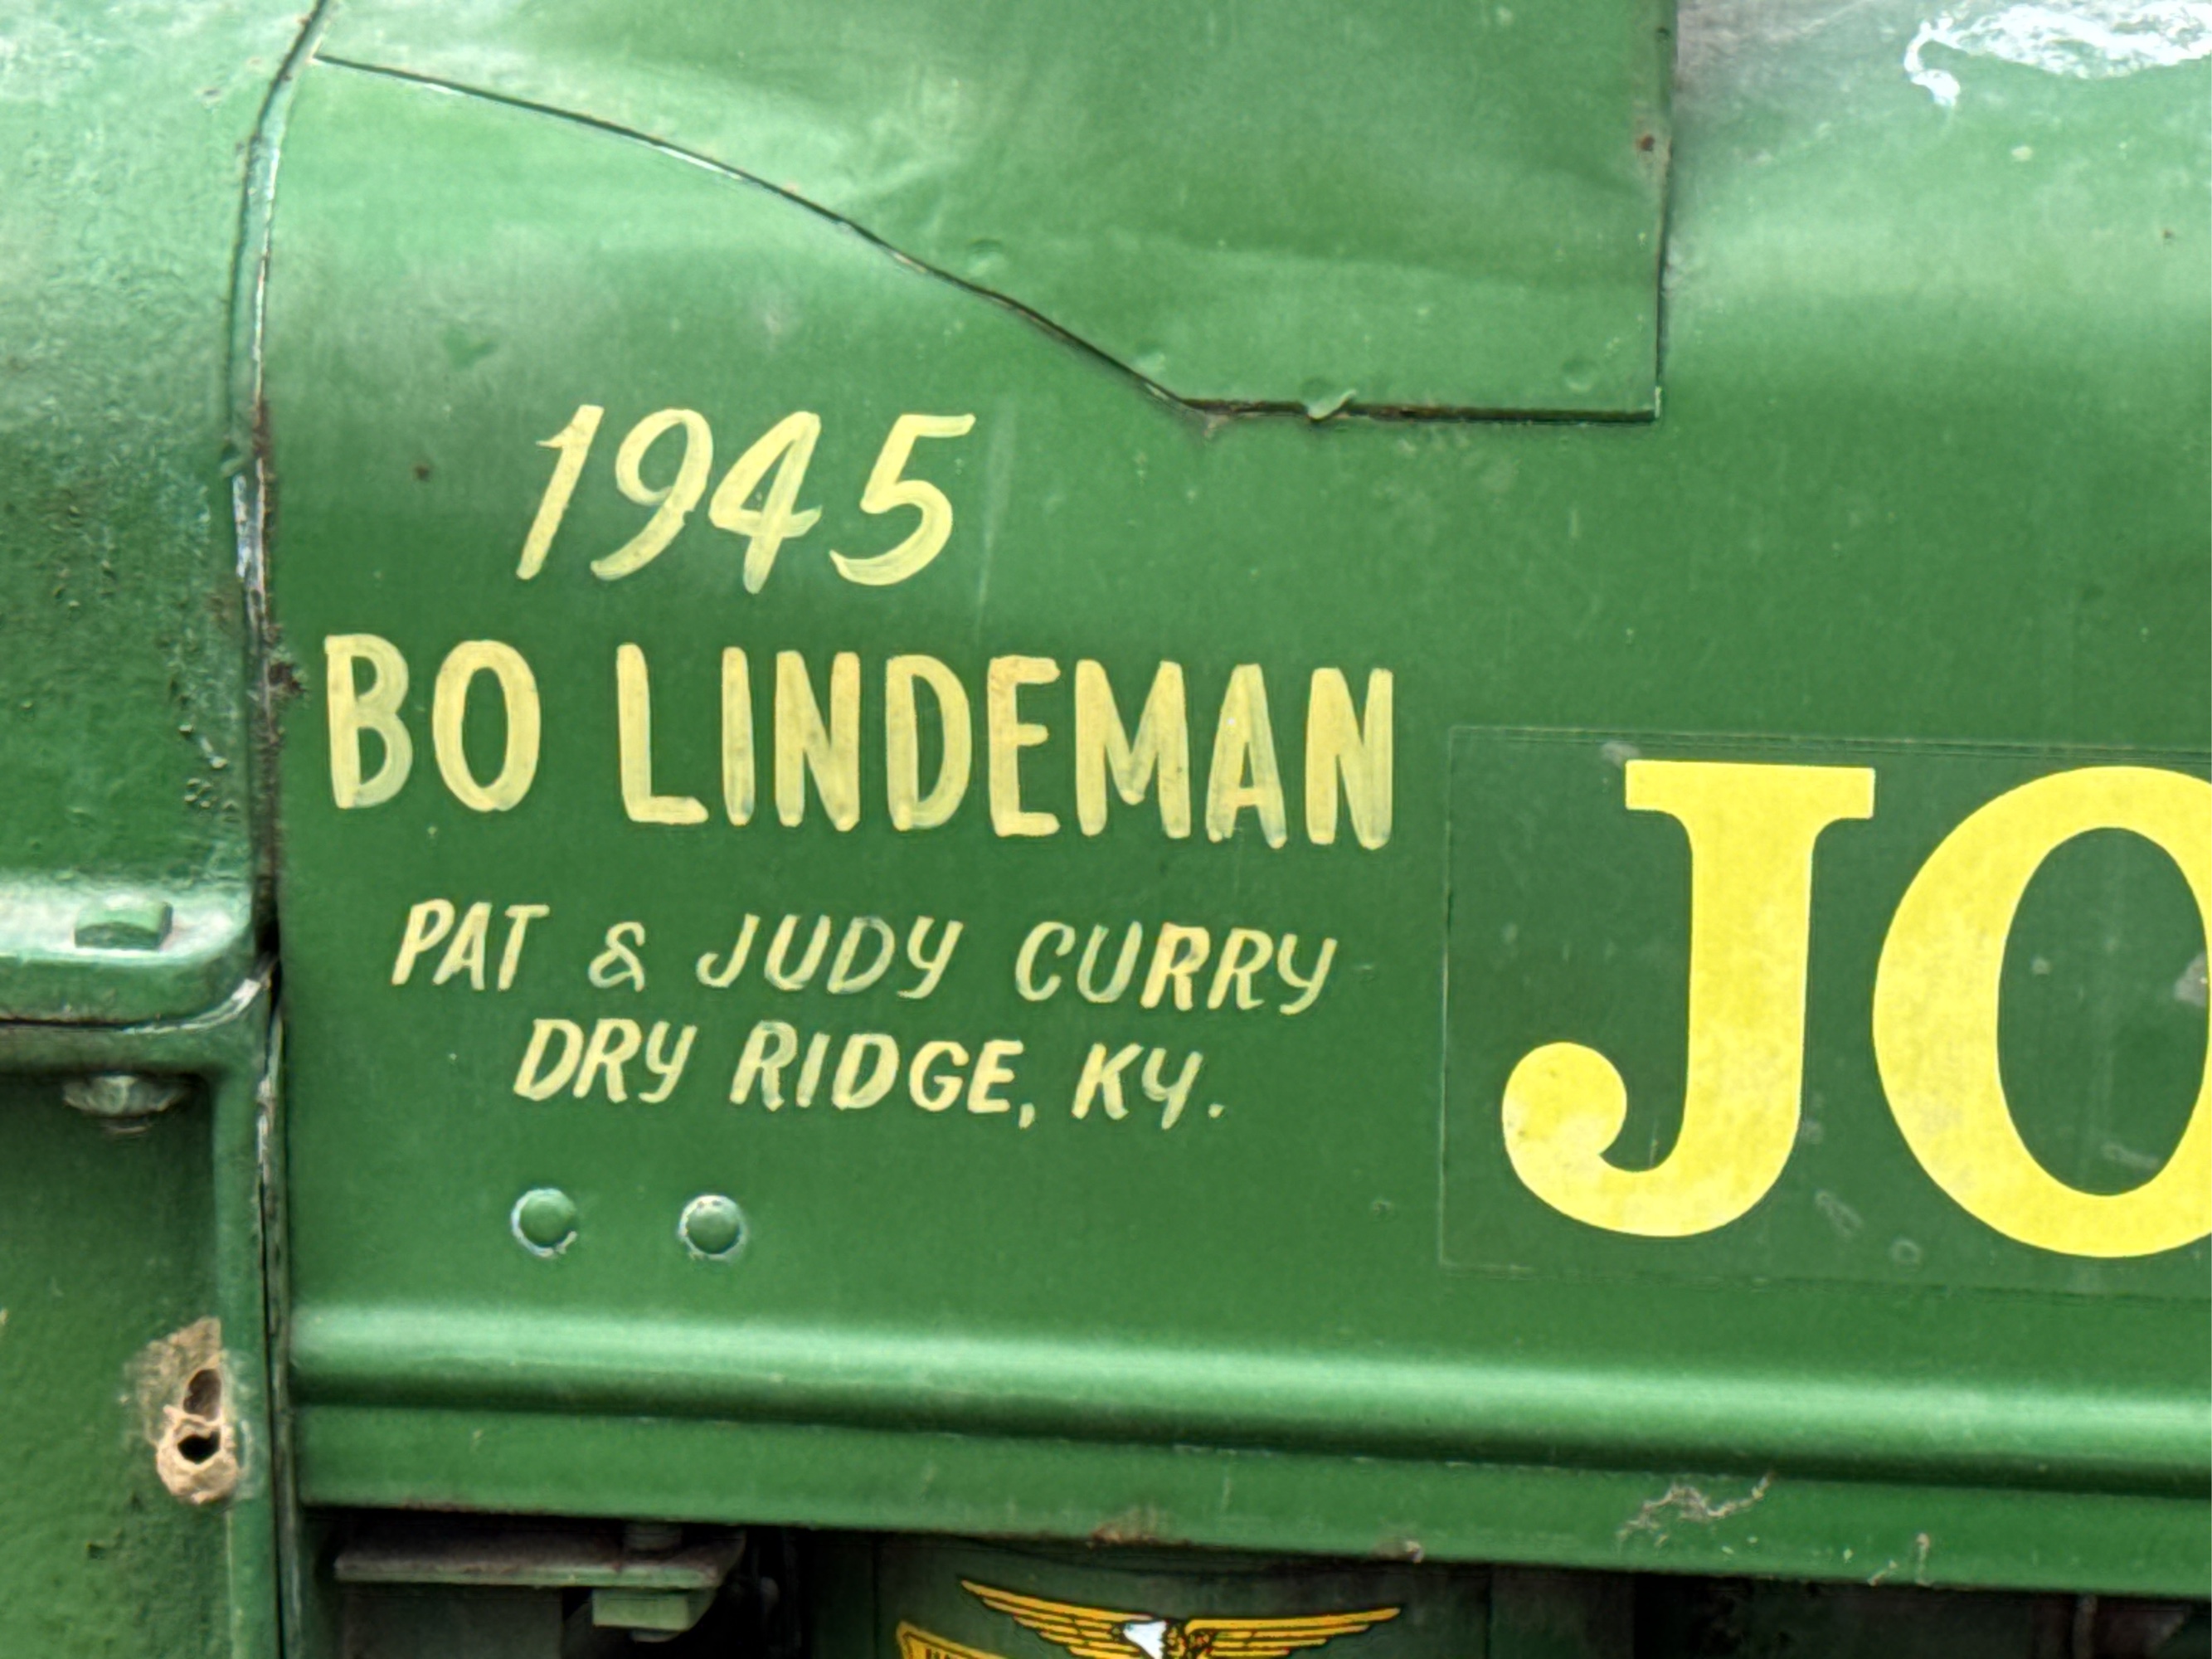 1945
BO LINDEMAN
PAT & JUDY CURRY
DRY RIDGE, KY.
JO